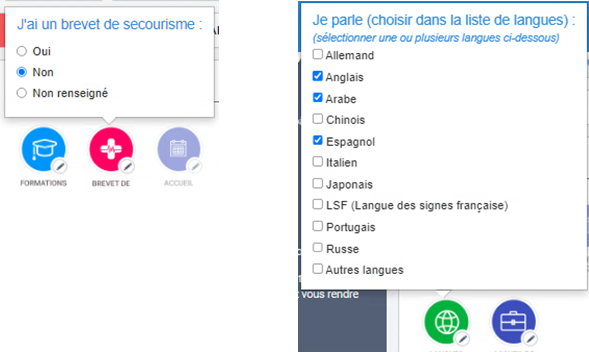 J'ai un brevet de secourisme :
Oui
Non
Non renseigné
FORMATIONS
BREVET DE
ACCUEIL
Je parle (choisir dans la liste de langues) :
(sélectionner une ou plusieurs langues ci-dessous)
Allemand
Anglais
Arabe
Chinois
Espagnol
Italien
Japonais
LSF (Langue des signes française)
Portugais
Russe
Autres langues
vous rendre